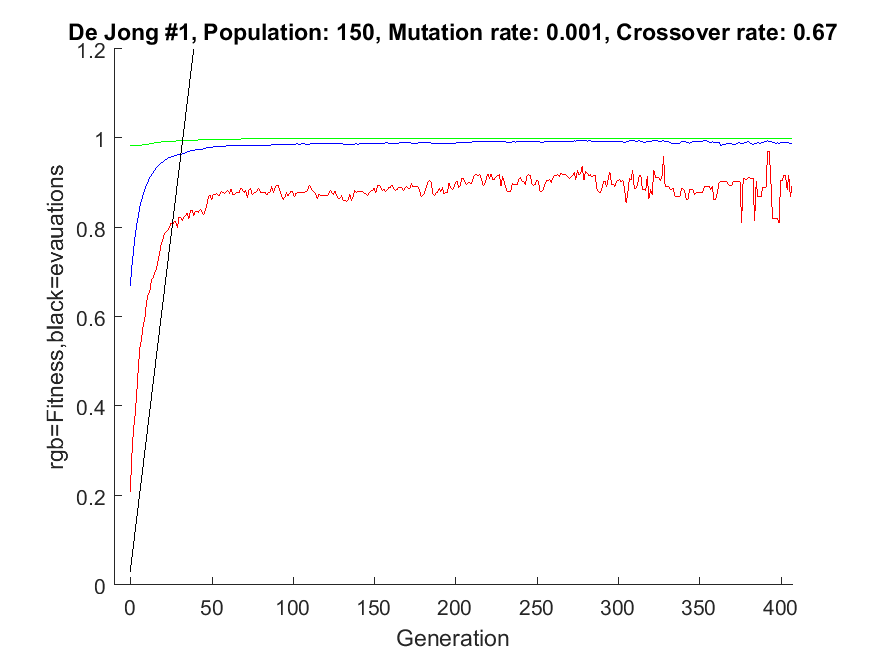 De Jong #1, Population: 150, Mutation rate: 0.001, Crossover rate: 0.67
1.2
1
0.8
0.6
0.4
0.2
0
rgb=Fitness,black=evauations
0 50 100 150 200 250 300 350 400
Generation